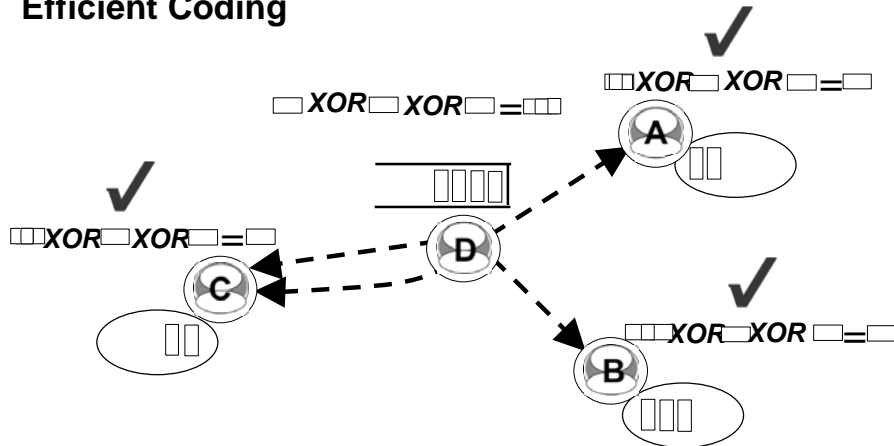 Efficient Coding
XOR XOR =
XOR XOR =
XOR XOR =
A
D
C
XOR XOR =
B